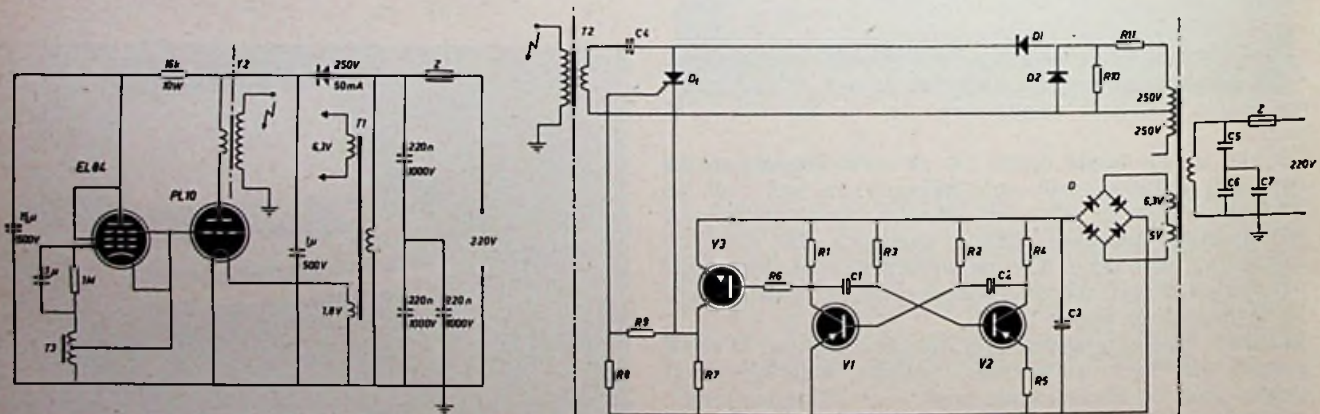 16k
10W
T2
250V
50mA
Z
T1
6,3V
220n
1000V
EL84
PL10
500V
1µ
500V
220V
1µ
1M
1,8V
220n
1000V
220n
1000V
T3
T2
C4
D1
R11
Dt
D2
R10
250V
250V
Z
C5
C6
C7
220V
D
6,3V
5V
V3
R1
R3
R2
R4
R6
C1
C2
R9
C3
V1
V2
R8
R7
R5